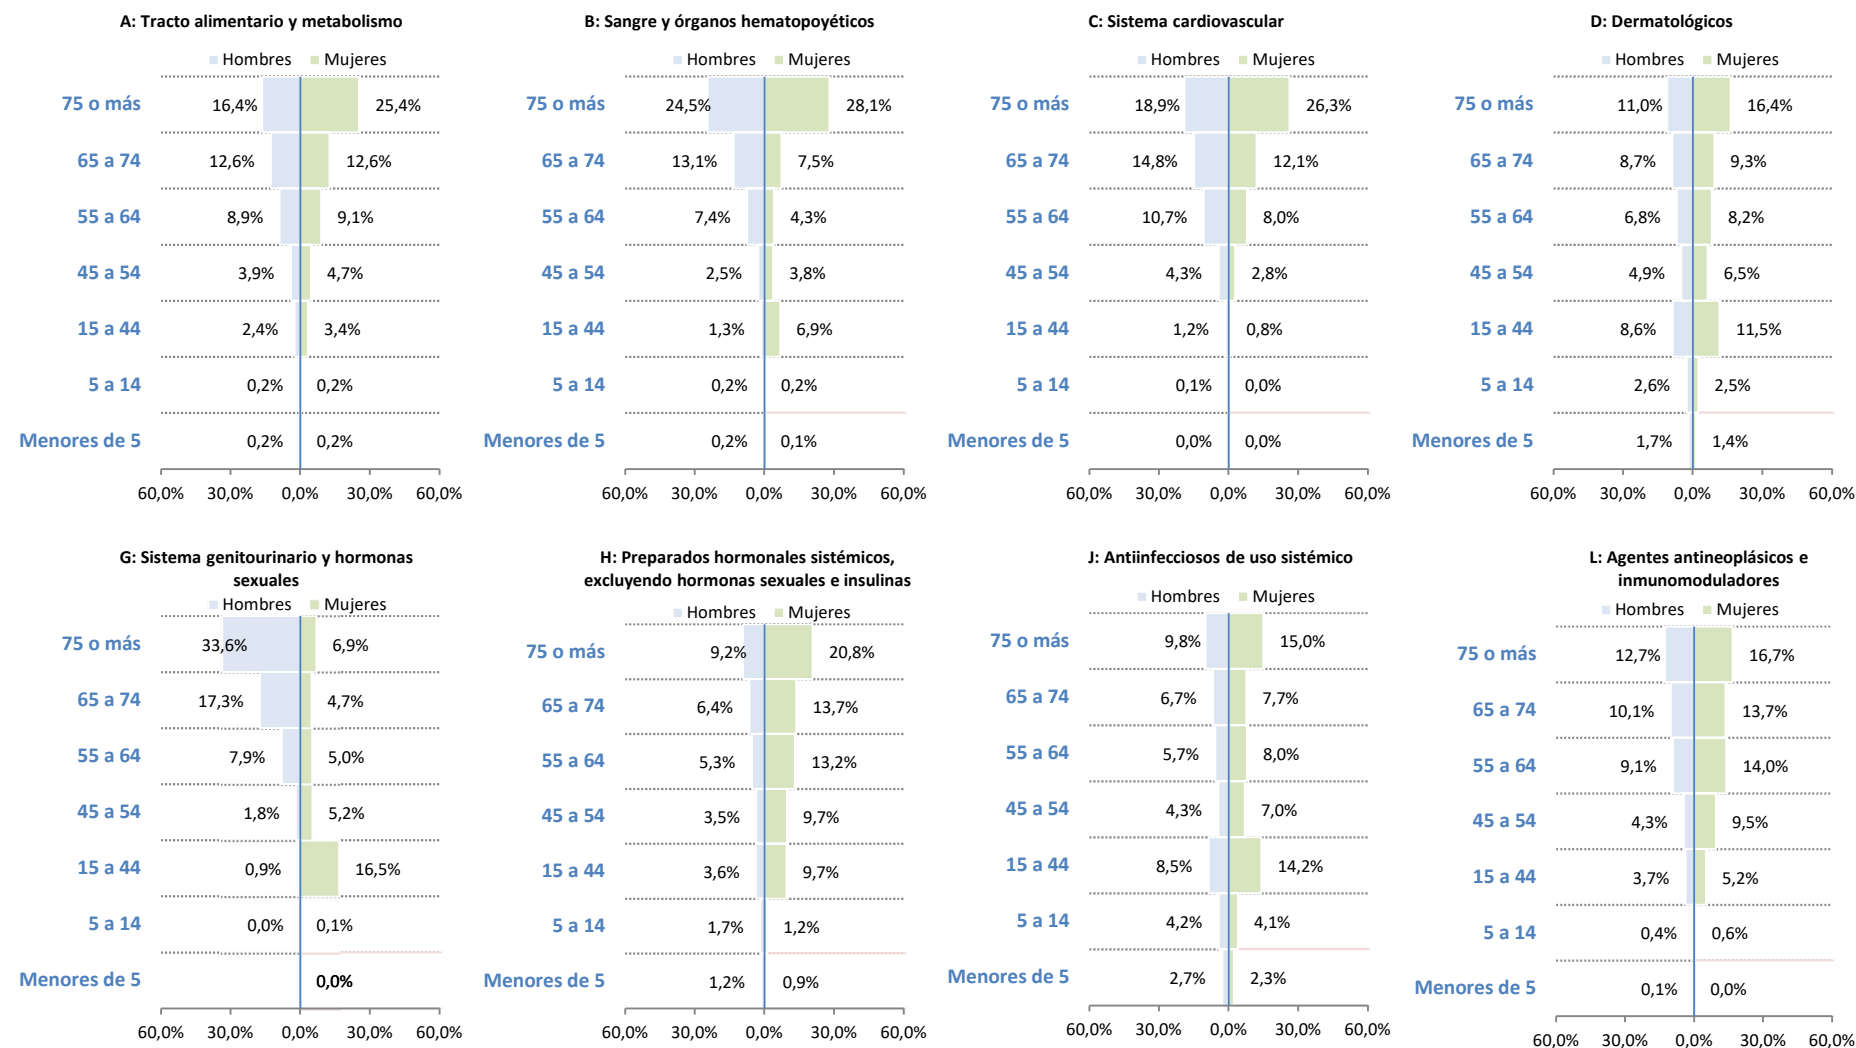 A: Tracto alimentario y metabolismo
Hombres Mujeres
75 o más 16,4% 25,4%
65 a 74 12,6% 12,6%
55 a 64 8,9% 9,1%
45 a 54 3,9% 4,7%
15 a 44 2,4% 3,4%
5 a 14 0,2% 0,2%
Menores de 5 0,2% 0,2%
60,0% 30,0% 0,0% 30,0% 60,0%
B: Sangre y órganos hematopoyéticos
Hombres Mujeres
75 o más 24,5% 28,1%
65 a 74 13,1% 7,5%
55 a 64 7,4% 4,3%
45 a 54 2,5% 3,8%
15 a 44 1,3% 6,9%
5 a 14 0,2% 0,2%
Menores de 5 0,2% 0,1%
60,0% 30,0% 0,0% 30,0% 60,0%
C: Sistema cardiovascular
Hombres Mujeres
75 o más 18,9% 26,3%
65 a 74 14,8% 12,1%
55 a 64 10,7% 8,0%
45 a 54 4,3% 2,8%
15 a 44 1,2% 0,8%
5 a 14 0,1% 0,0%
Menores de 5 0,0% 0,0%
60,0% 30,0% 0,0% 30,0% 60,0%
D: Dermatológicos
Hombres Mujeres
75 o más 11,0% 16,4%
65 a 74 8,7% 9,3%
55 a 64 6,8% 8,2%
45 a 54 4,9% 6,5%
15 a 44 8,6% 11,5%
5 a 14 2,6% 2,5%
Menores de 5 1,7% 1,4%
60,0% 30,0% 0,0% 30,0% 60,0%
G: Sistema genitourinario y hormonas
sexuales
Hombres Mujeres
75 o más 33,6% 6,9%
65 a 74 17,3% 4,7%
55 a 64 7,9% 5,0%
45 a 54 1,8% 5,2%
15 a 44 0,9% 16,5%
5 a 14 0,0% 0,1%
Menores de 5 0,0%
60,0% 30,0% 0,0% 30,0% 60,0%
H: Preparados hormonales sistémicos,
excluyendo hormonas sexuales e insulinas
Hombres Mujeres
75 o más 9,2% 20,8%
65 a 74 6,4% 13,7%
55 a 64 5,3% 13,2%
45 a 54 3,5% 9,7%
15 a 44 3,6% 9,7%
5 a 14 1,7% 1,2%
Menores de 5 1,2% 0,9%
60,0% 30,0% 0,0% 30,0% 60,0%
J: Antiinfecciosos de uso sistémico
Hombres Mujeres
75 o más 9,8% 15,0%
65 a 74 6,7% 7,7%
55 a 64 5,7% 8,0%
45 a 54 4,3% 7,0%
15 a 44 8,5% 14,2%
5 a 14 4,2% 4,1%
Menores de 5 2,7% 2,3%
60,0% 30,0% 0,0% 30,0% 60,0%
L: Agentes antineoplásicos e
inmunomoduladores
Hombres Mujeres
75 o más 12,7% 16,7%
65 a 74 10,1% 13,7%
55 a 64 9,1% 14,0%
45 a 54 4,3% 9,5%
15 a 44 3,7% 5,2%
5 a 14 0,4% 0,6%
Menores de 5 0,1% 0,0%
60,0% 30,0% 0,0% 30,0% 60,0%